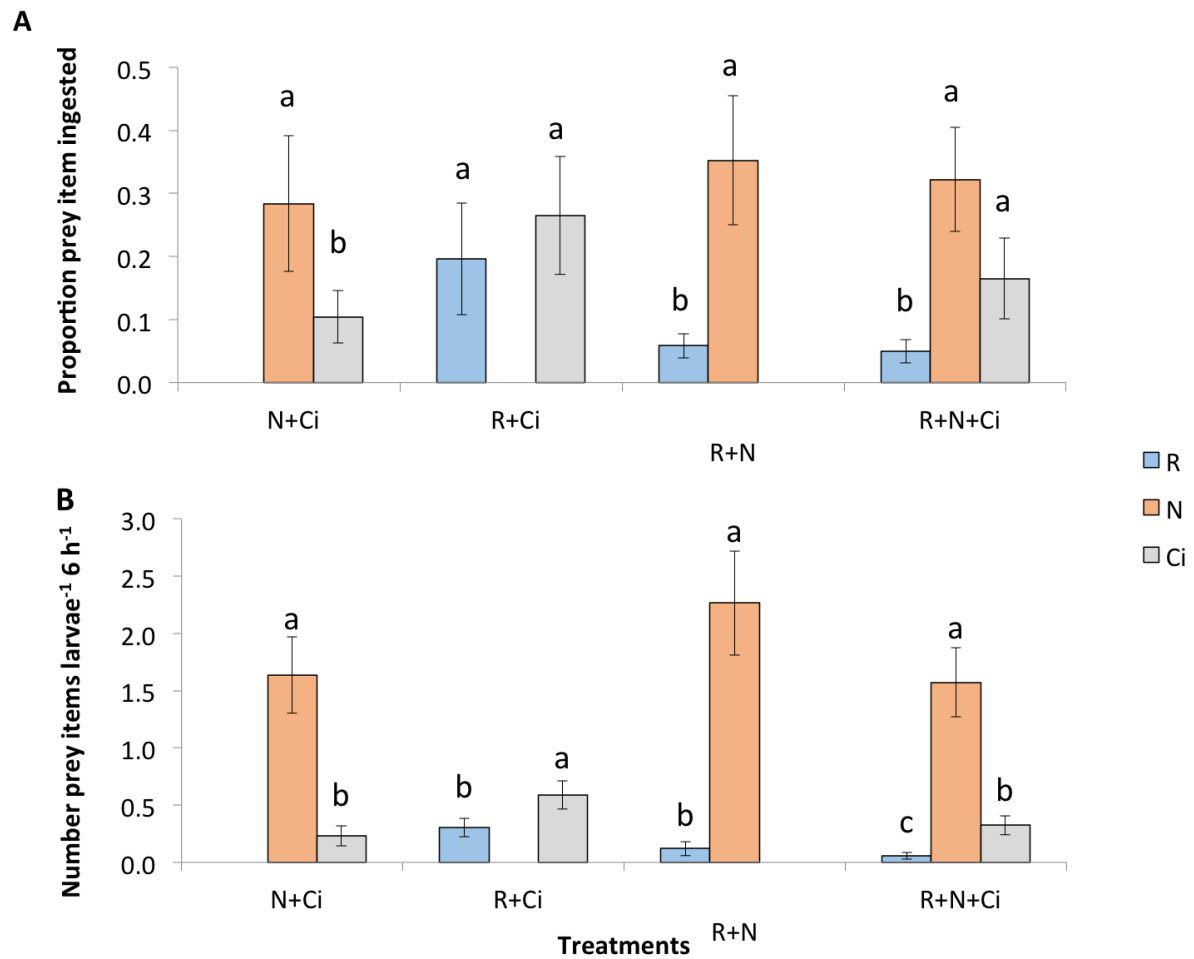 A
Proportion prey item ingested
0.5
0.4
0.3
0.2
0.1
0.0
a
b
a
a
b
a
b
a
a
N+Ci
R+Ci
R+N
R+N+Ci
R
N
Ci
B
Number prey items larvae⁻¹ 6 h⁻¹
3.0
2.5
2.0
1.5
1.0
0.5
0.0
a
b
b
a
b
a
c
a
b
N+Ci
R+Ci
R+N
R+N+Ci
Treatments